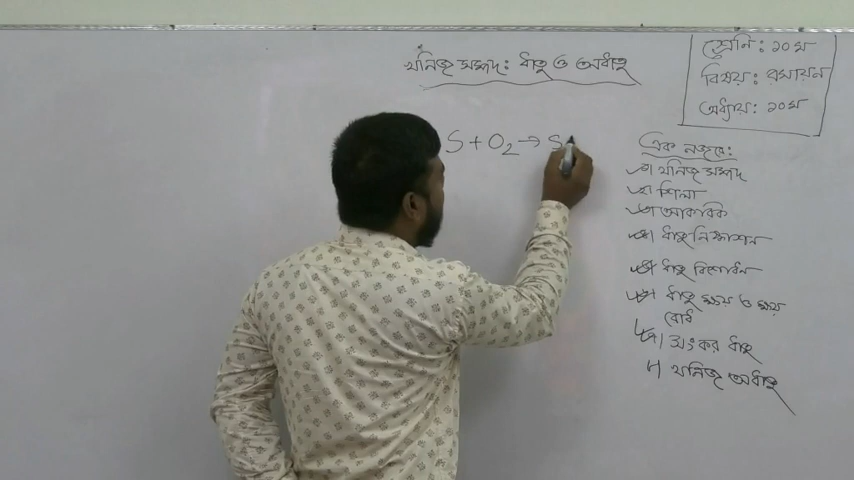 খনিজ সম্পদ: ধাতু ও অধাতু
শ্রেণি: ১০ম
বিষয়: রসায়ন
অধ্যায়: ১০ম
S + O₂ → S
এক নজরে:
১। খনিজ সম্পদ
২। শিলা
৩। আকরিক
৪। ধাতু নিষ্কাশন
৫। ধাতু বিশোধন
৬। ধাতু ক্ষয় ও ক্ষয়
রোধ
৭। সংকর ধাতু
৮। খনিজ অধাতু